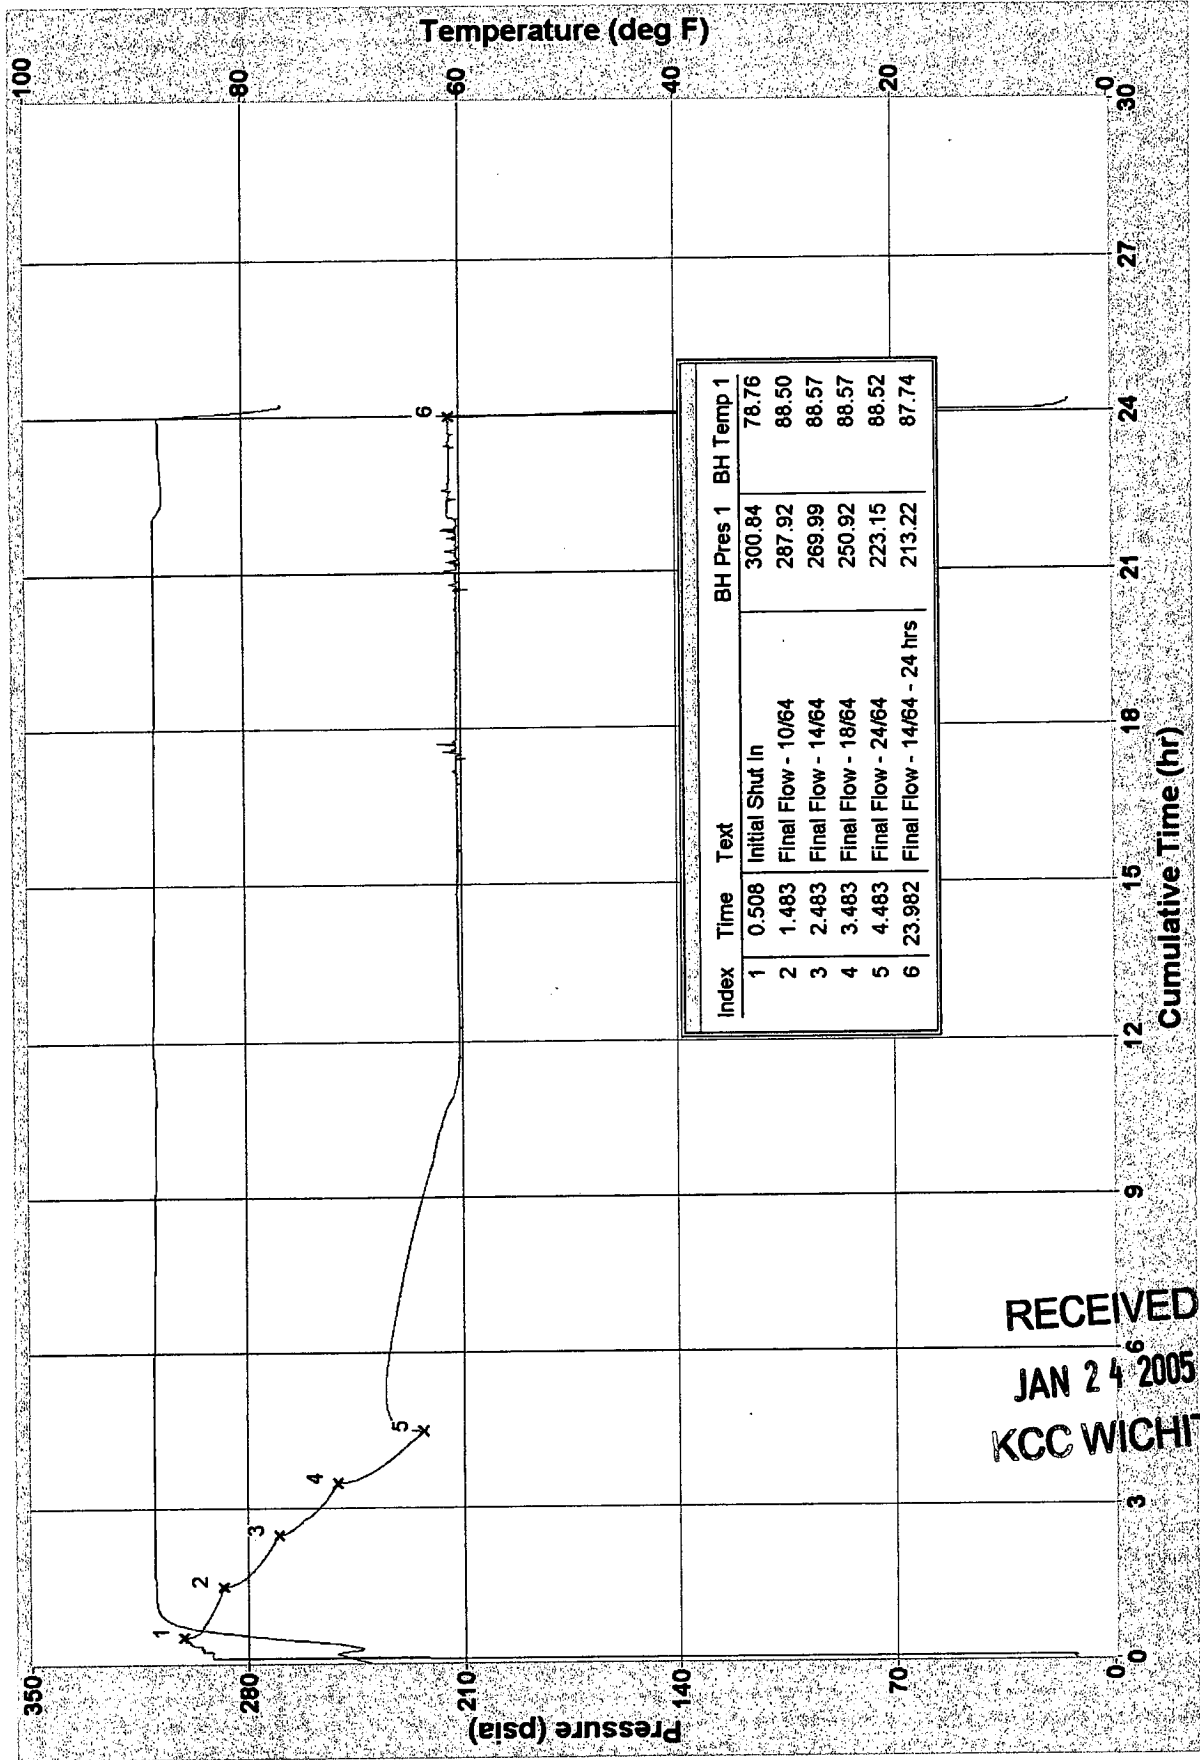 Temperature (deg F)
100
80
60
40
20
0
350
280
210
140
70
0
Pressure (psia)
1
2
3
4
5
6
Index Time Text BH Pres 1 BH Temp 1
1 0.508 Initial Shut In 300.84 78.76
2 1.483 Final Flow - 10/64 287.92 88.50
3 2.483 Final Flow - 14/64 269.99 88.57
4 3.483 Final Flow - 18/64 250.92 88.57
5 4.483 Final Flow - 24/64 223.15 88.52
6 23.982 Final Flow - 14/64 - 24 hrs 213.22 87.74
0
3
6
9
12
15
18
21
24
27
30
Cumulative Time (hr)
RECEIVED
JAN 24 2005
KCC WICHIT